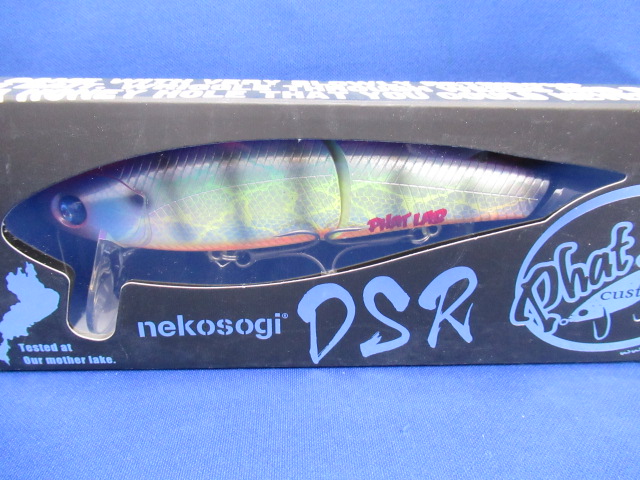 PHAT LAB
nekosogi® DSR
Phat
cust
Tested at
Our mother lake.